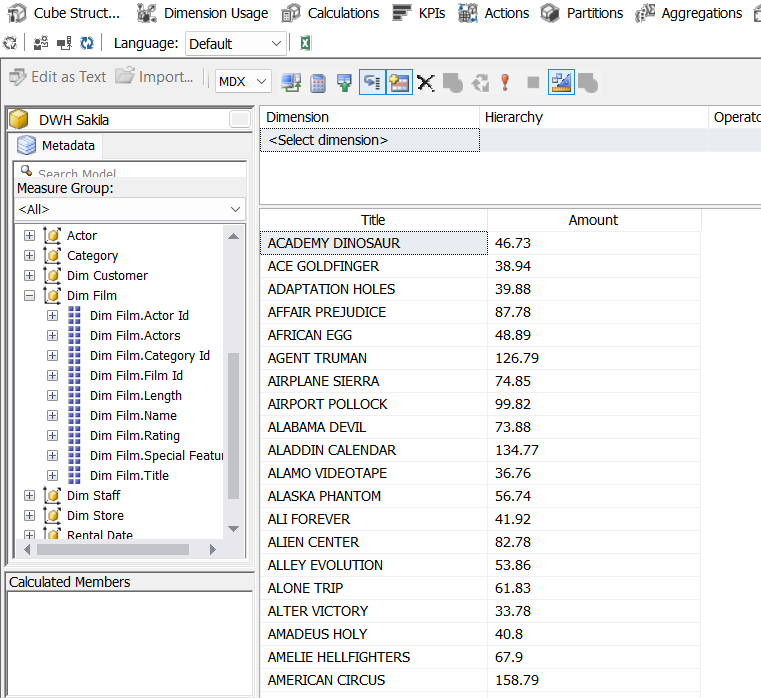 Cube Struct... Dimension Usage Calculations KPIs Actions Partitions Aggregations
Language: Default
Edit as Text Import... MDX
DWH Sakila
Metadata
Search Model
Measure Group:
<All>
Actor
Category
Dim Customer
Dim Film
Dim Film.Actor Id
Dim Film.Actors
Dim Film.Category Id
Dim Film.Film Id
Dim Film.Length
Dim Film.Name
Dim Film.Rating
Dim Film.Special Featur
Dim Film.Title
Dim Staff
Dim Store
Rental Date
Calculated Members
Dimension Hierarchy Operato
<Select dimension>
Title Amount
ACADEMY DINOSAUR 46.73
ACE GOLDFINGER 38.94
ADAPTATION HOLES 39.88
AFFAIR PREJUDICE 87.78
AFRICAN EGG 48.89
AGENT TRUMAN 126.79
AIRPLANE SIERRA 74.85
AIRPORT POLLOCK 99.82
ALABAMA DEVIL 73.88
ALADDIN CALENDAR 134.77
ALAMO VIDEOTAPE 36.76
ALASKA PHANTOM 56.74
ALI FOREVER 41.92
ALIEN CENTER 82.78
ALLEY EVOLUTION 53.86
ALONE TRIP 61.83
ALTER VICTORY 33.78
AMADEUS HOLY 40.8
AMELIE HELLFIGHTERS 67.9
AMERICAN CIRCUS 158.79